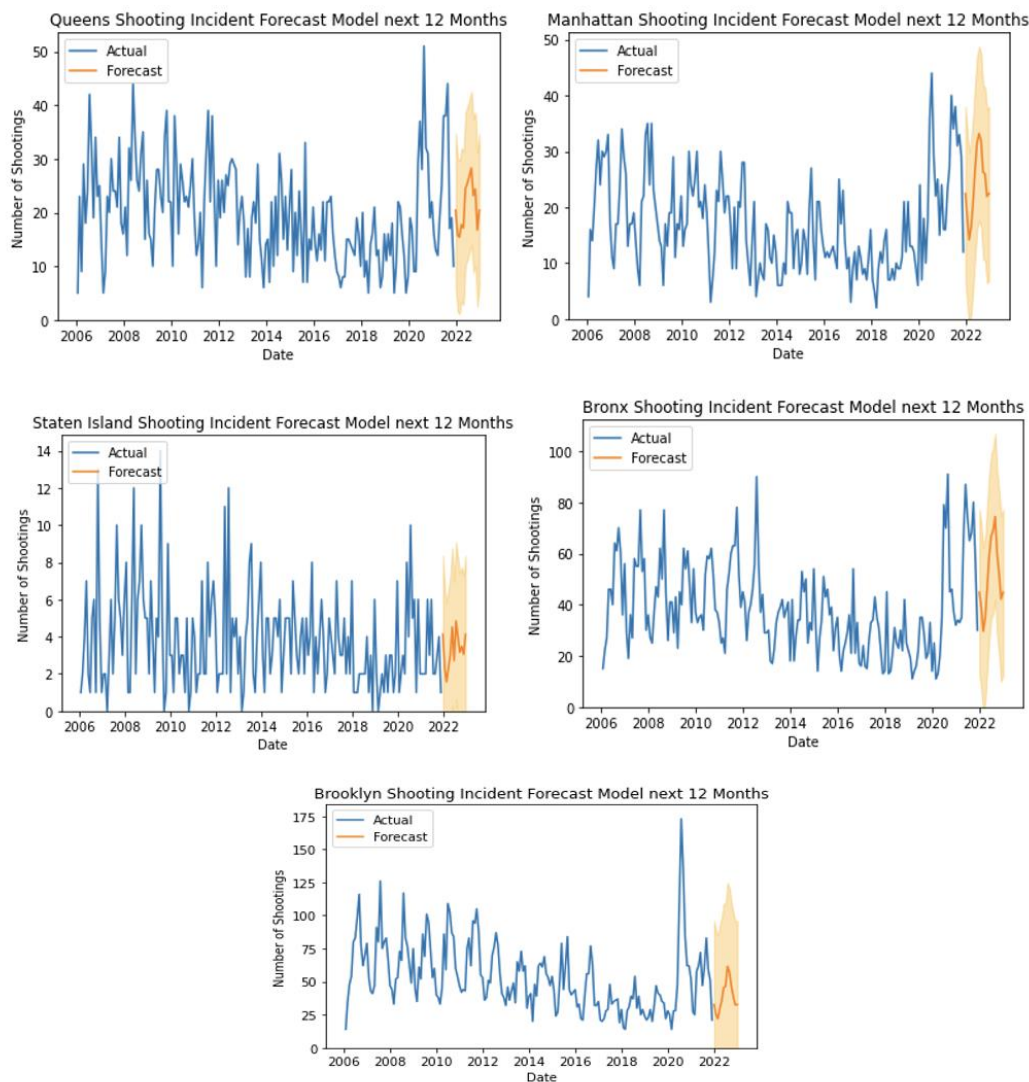 Queens Shooting Incident Forecast Model next 12 Months
Actual
Forecast
Number of Shootings
50
40
30
20
10
0
2006 2008 2010 2012 2014 2016 2018 2020 2022
Date
Manhattan Shooting Incident Forecast Model next 12 Months
Actual
Forecast
Number of Shootings
50
40
30
20
10
0
2006 2008 2010 2012 2014 2016 2018 2020 2022
Date
Staten Island Shooting Incident Forecast Model next 12 Months
Actual
Forecast
Number of Shootings
14
12
10
8
6
4
2
0
2006 2008 2010 2012 2014 2016 2018 2020 2022
Date
Bronx Shooting Incident Forecast Model next 12 Months
Actual
Forecast
Number of Shootings
100
80
60
40
20
0
2006 2008 2010 2012 2014 2016 2018 2020 2022
Date
Brooklyn Shooting Incident Forecast Model next 12 Months
Actual
Forecast
Number of Shootings
175
150
125
100
75
50
25
0
2006 2008 2010 2012 2014 2016 2018 2020 2022
Date